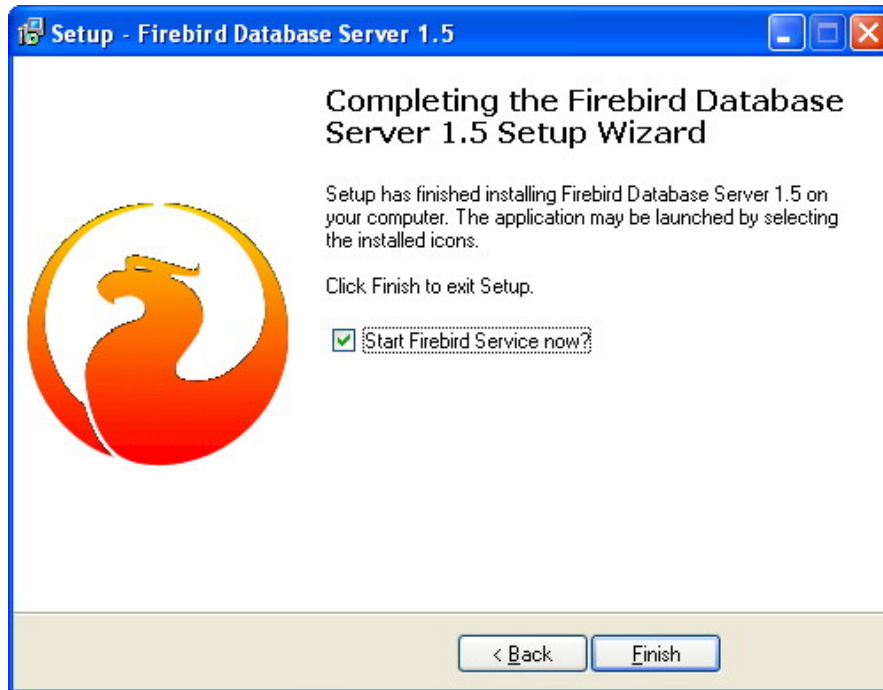 Setup - Firebird Database Server 1.5
Completing the Firebird Database
Server 1.5 Setup Wizard
Setup has finished installing Firebird Database Server 1.5 on
your computer. The application may be launched by selecting
the installed icons.
Click Finish to exit Setup.
Start Firebird Service now?
< Back
Finish